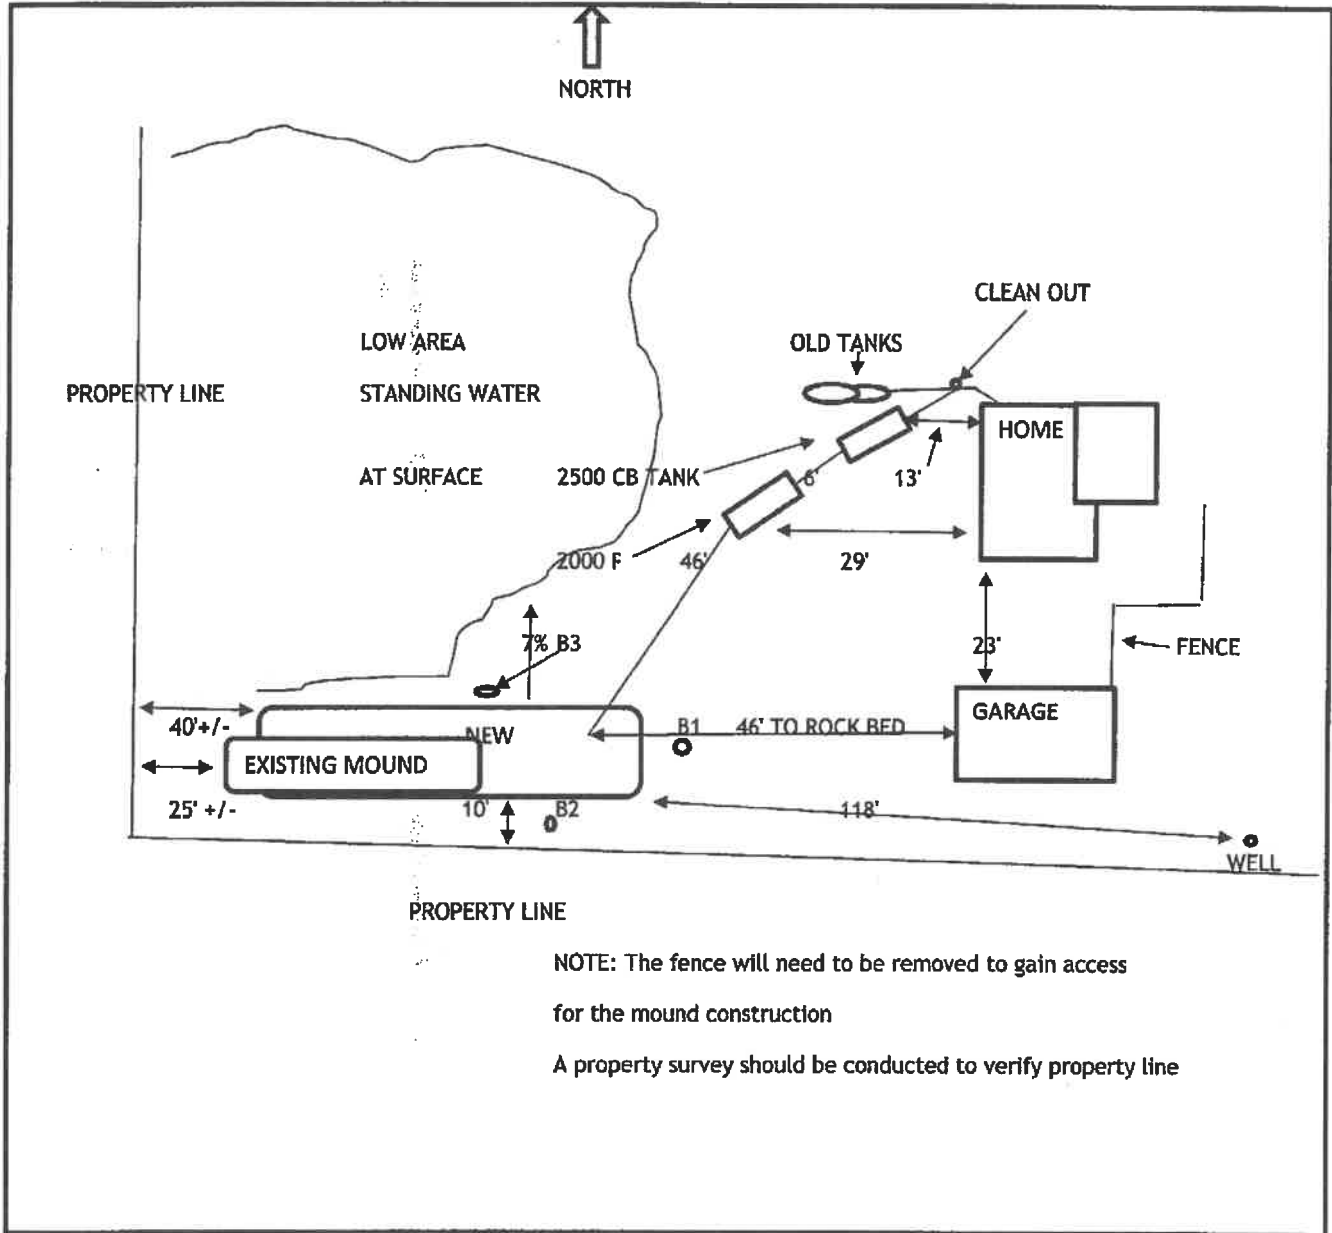 NORTH
CLEAN OUT
LOW AREA
OLD TANKS
PROPERTY LINE
STANDING WATER
HOME
AT SURFACE
2500 CB TANK
6'
13'
2000 P
46'
29'
7% B3
23'
FENCE
40'+/-
NEW
B1
46' TO ROCK BED
GARAGE
EXISTING MOUND
25' +/-
10'
B2
118'
WELL
PROPERTY LINE
NOTE: The fence will need to be removed to gain access
for the mound construction
A property survey should be conducted to verify property line